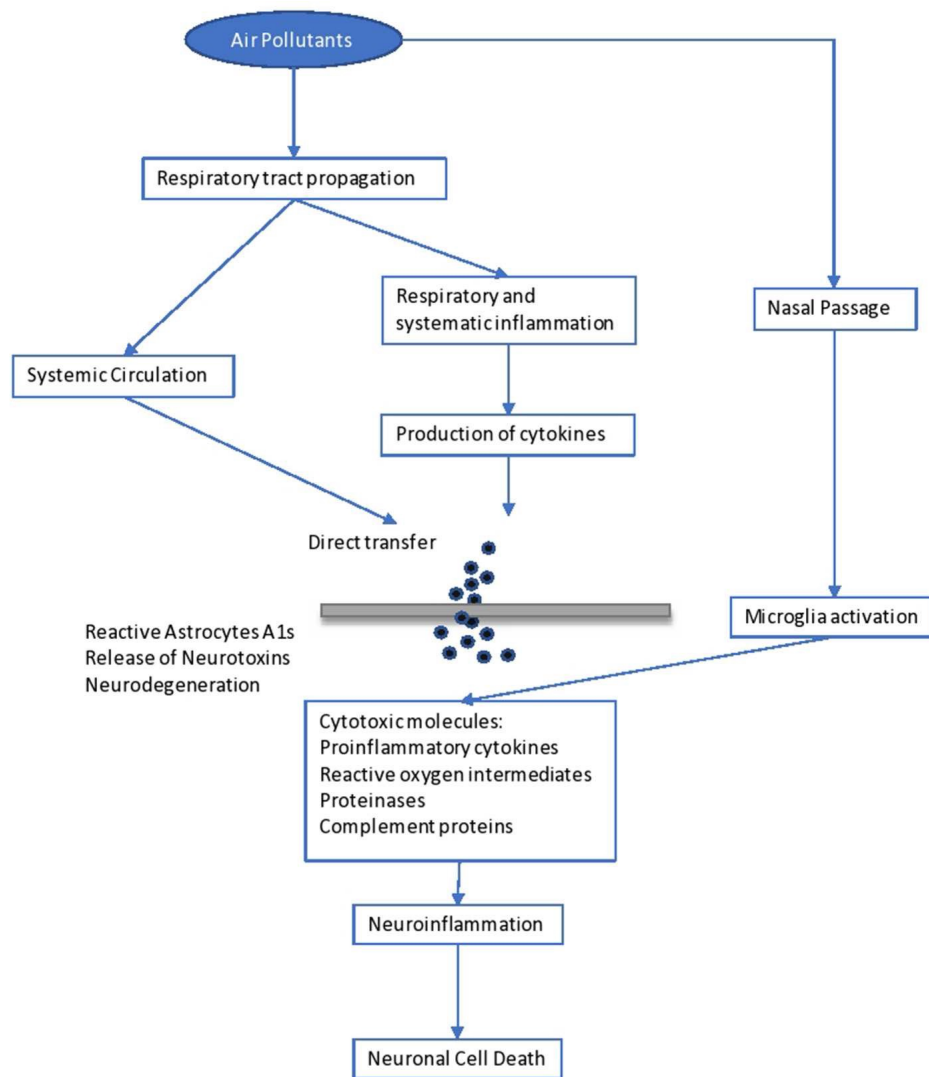 Air Pollutants
Respiratory tract propagation
Respiratory and
systematic inflammation
Nasal Passage
Systemic Circulation
Production of cytokines
Direct transfer
Microglia activation
Reactive Astrocytes A1s
Release of Neurotoxins
Neurodegeneration
Cytotoxic molecules:
Proinflammatory cytokines
Reactive oxygen intermediates
Proteinases
Complement proteins
Neuroinflammation
Neuronal Cell Death